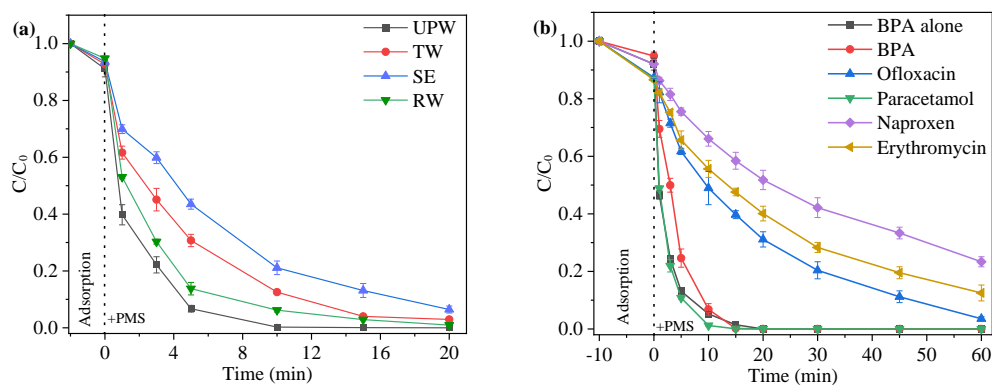 (a)
UPW
TW
SE
RW
1.0
0.8
0.6
0.4
0.2
0.0
C/C0
Adsorption
+PMS
0 4 8 12 16 20
Time (min)
(b)
BPA alone
BPA
Ofloxacin
Paracetamol
Naproxen
Erythromycin
1.0
0.8
0.6
0.4
0.2
0.0
C/C0
Adsorption
+PMS
-10 0 10 20 30 40 50 60
Time (min)